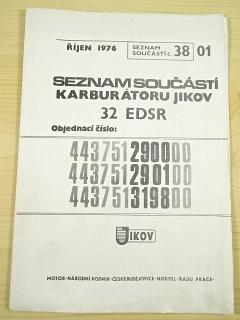 ŘÍJEN 1976
SEZNAM
SOUČÁSTÍ č. 38 01
SEZNAM SOUČÁSTÍ
KARBURÁTORU JIKOV
32 EDSR
Objednací číslo:
443751290000
443751290100
443751319800
JIKOV
MOTOR-NÁRODNÍ PODNIK-ČESKÉ BUDĚJOVICE-NOSITEL-ŘÁDU PRÁCE-